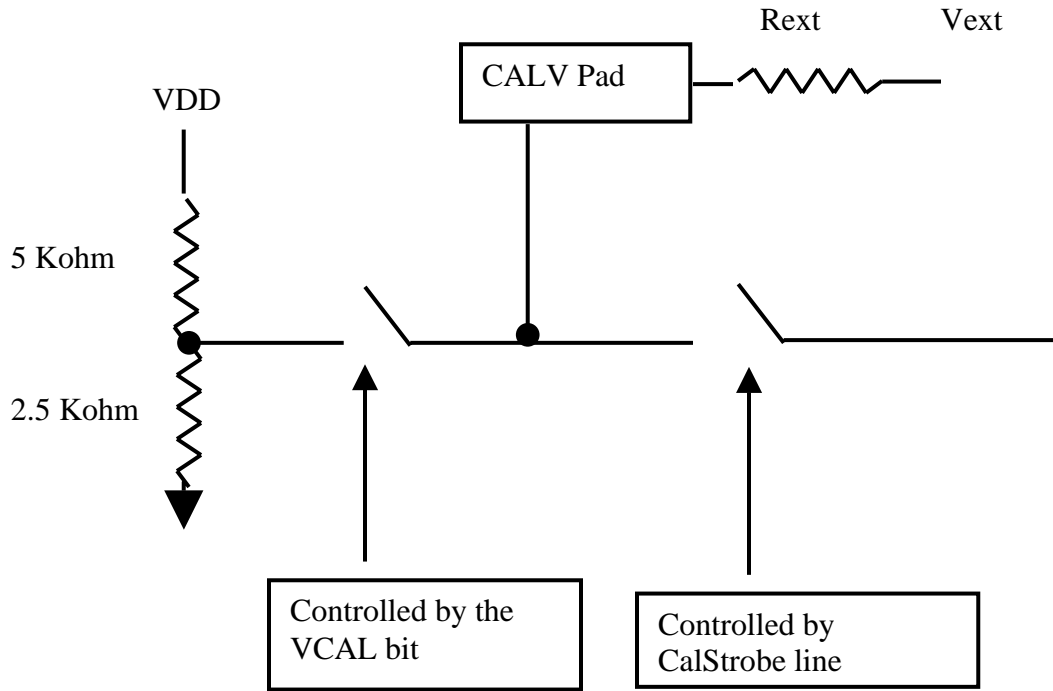 Rext
Vext
CALV Pad
VDD
5 Kohm
2.5 Kohm
Controlled by the
VCAL bit
Controlled by
CalStrobe line